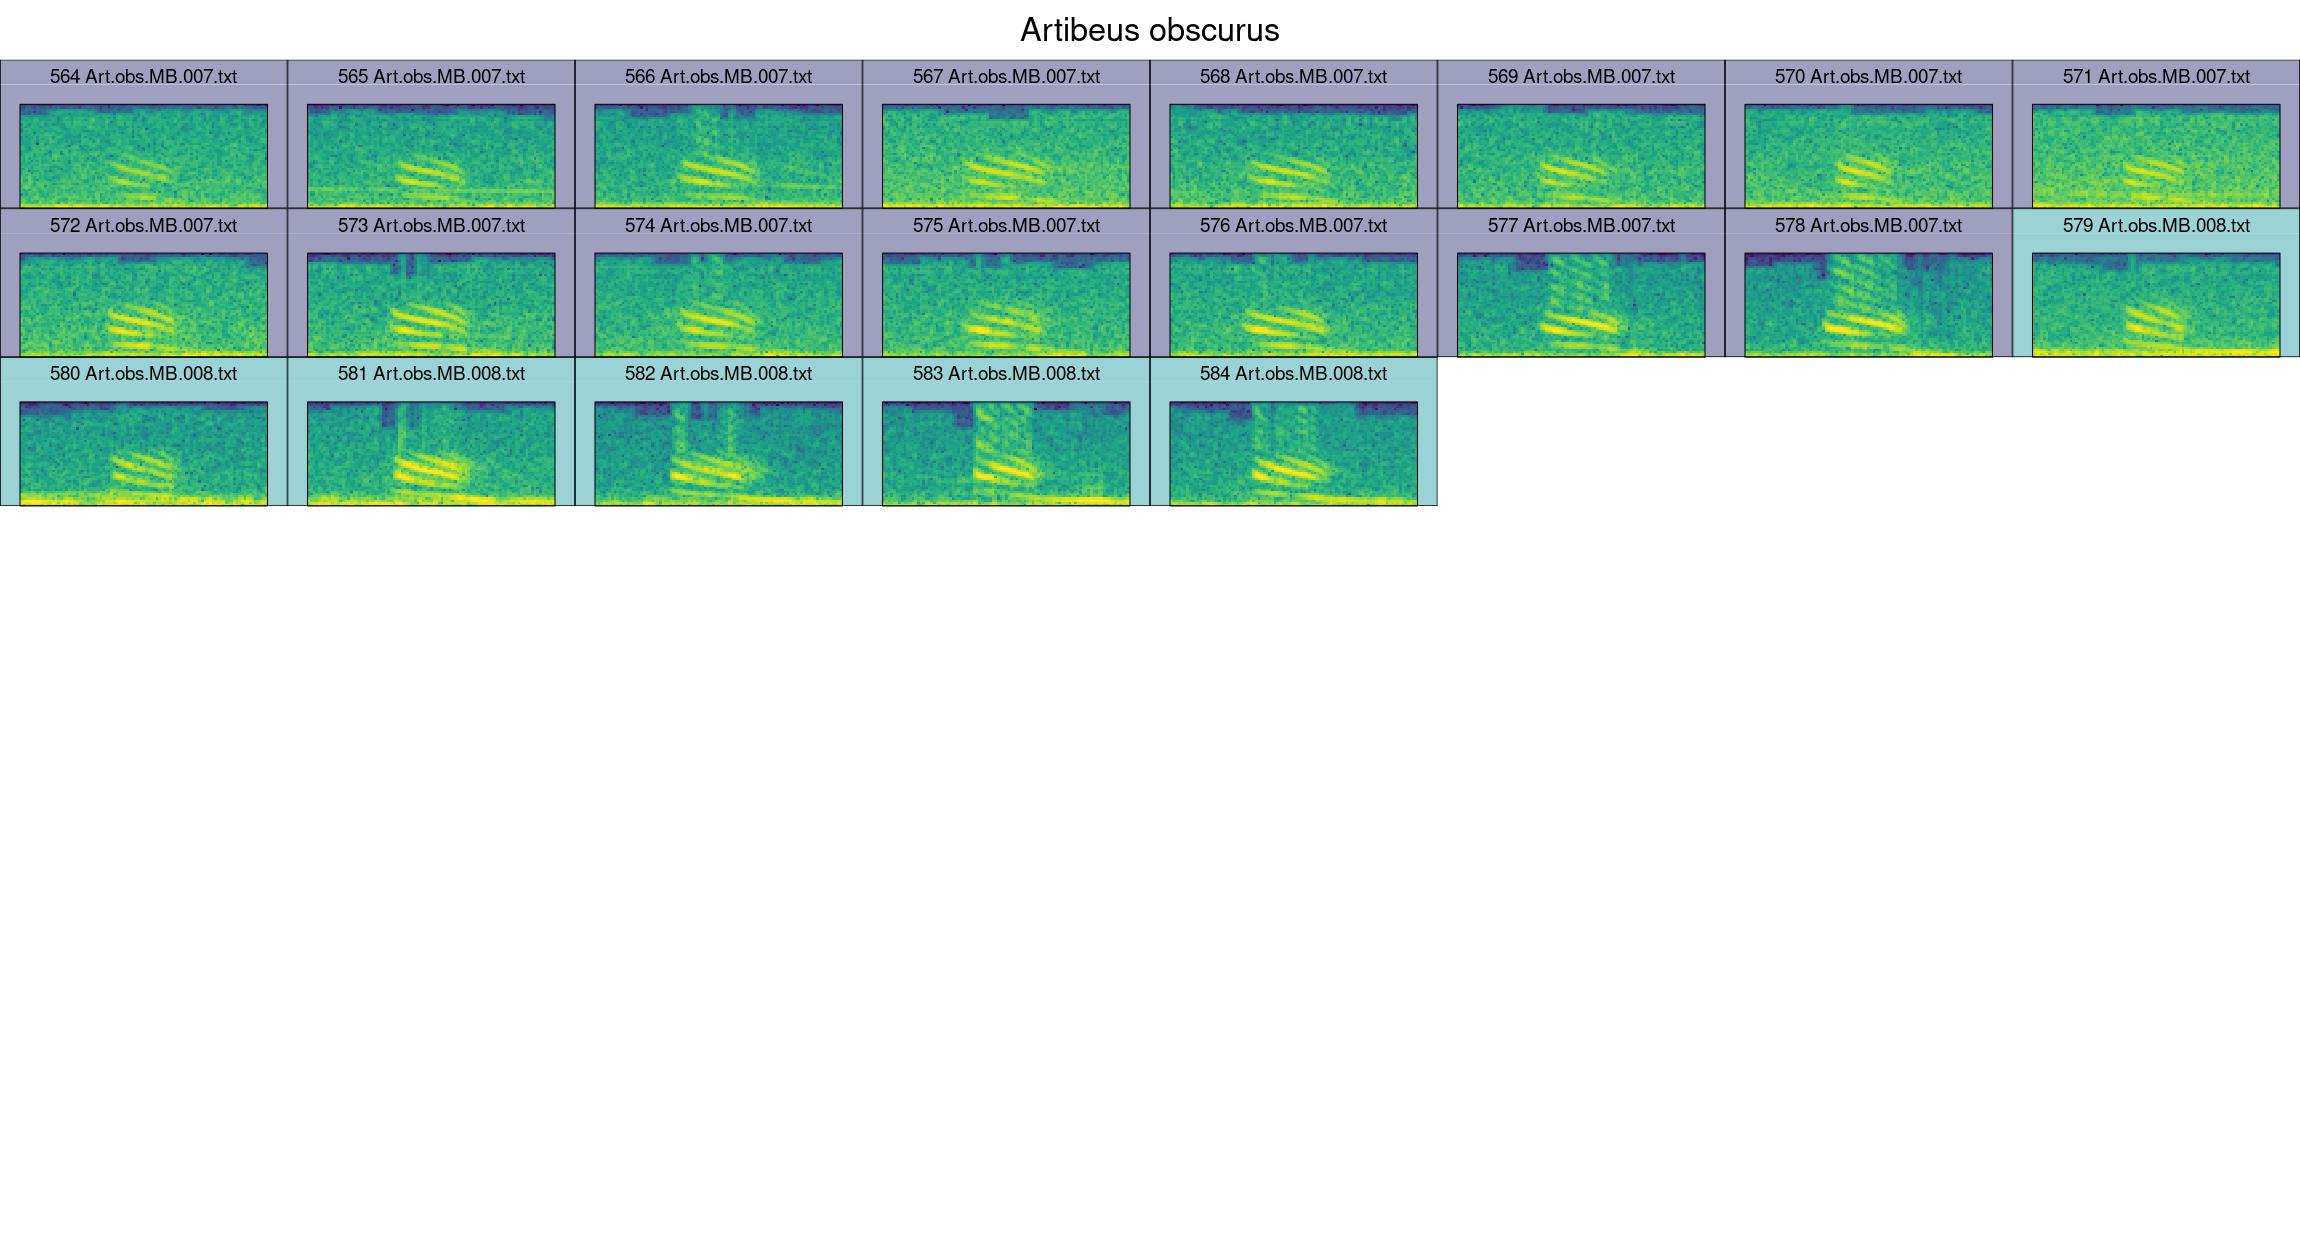 Artibeus obscurus
564 Art.obs.MB.007.txt
565 Art.obs.MB.007.txt
566 Art.obs.MB.007.txt
567 Art.obs.MB.007.txt
568 Art.obs.MB.007.txt
569 Art.obs.MB.007.txt
570 Art.obs.MB.007.txt
571 Art.obs.MB.007.txt
572 Art.obs.MB.007.txt
573 Art.obs.MB.007.txt
574 Art.obs.MB.007.txt
575 Art.obs.MB.007.txt
576 Art.obs.MB.007.txt
577 Art.obs.MB.007.txt
578 Art.obs.MB.007.txt
579 Art.obs.MB.008.txt
580 Art.obs.MB.008.txt
581 Art.obs.MB.008.txt
582 Art.obs.MB.008.txt
583 Art.obs.MB.008.txt
584 Art.obs.MB.008.txt